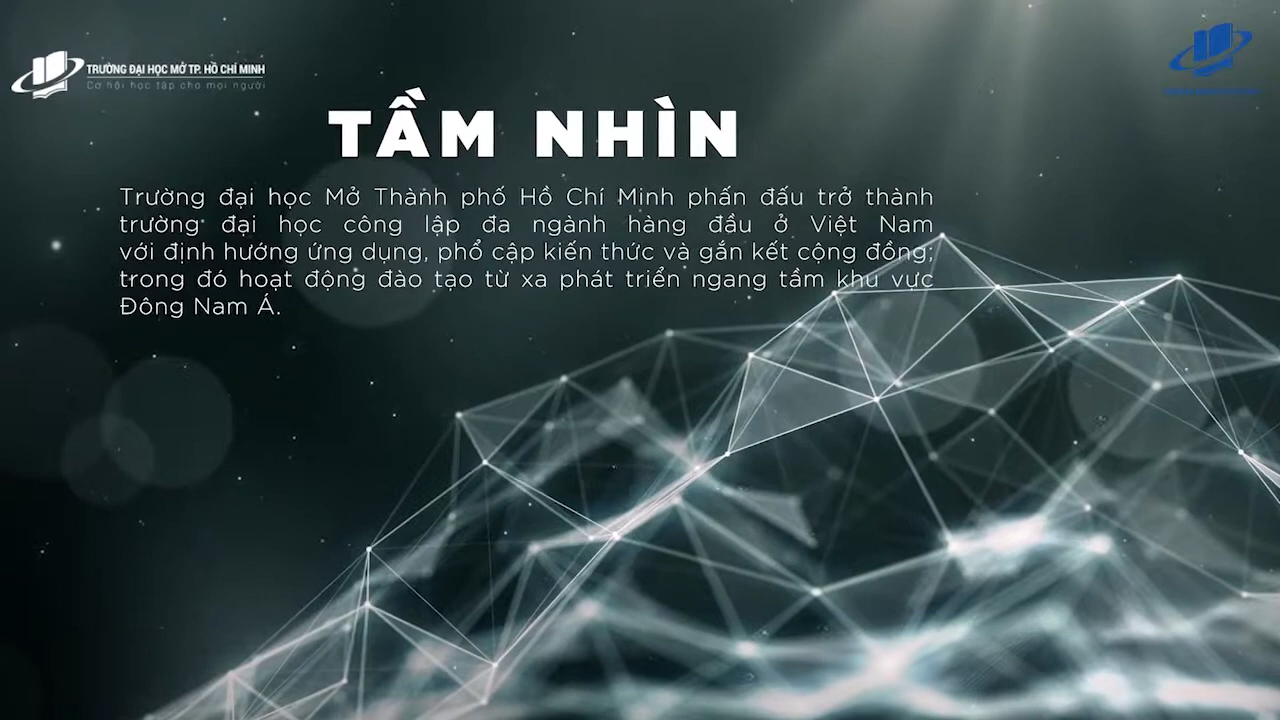 TRƯỜNG ĐẠI HỌC MỞ TP. HỒ CHÍ MINH
Cơ hội học tập cho mọi người
TẦM NHÌN
Trường đại học Mở Thành phố Hồ Chí Minh phấn đấu trở thành
trường đại học công lập đa ngành hàng đầu ở Việt Nam
với định hướng ứng dụng, phổ cập kiến thức và gắn kết cộng đồng;
trong đó hoạt động đào tạo từ xa phát triển ngang tầm khu vực
Đông Nam Á.